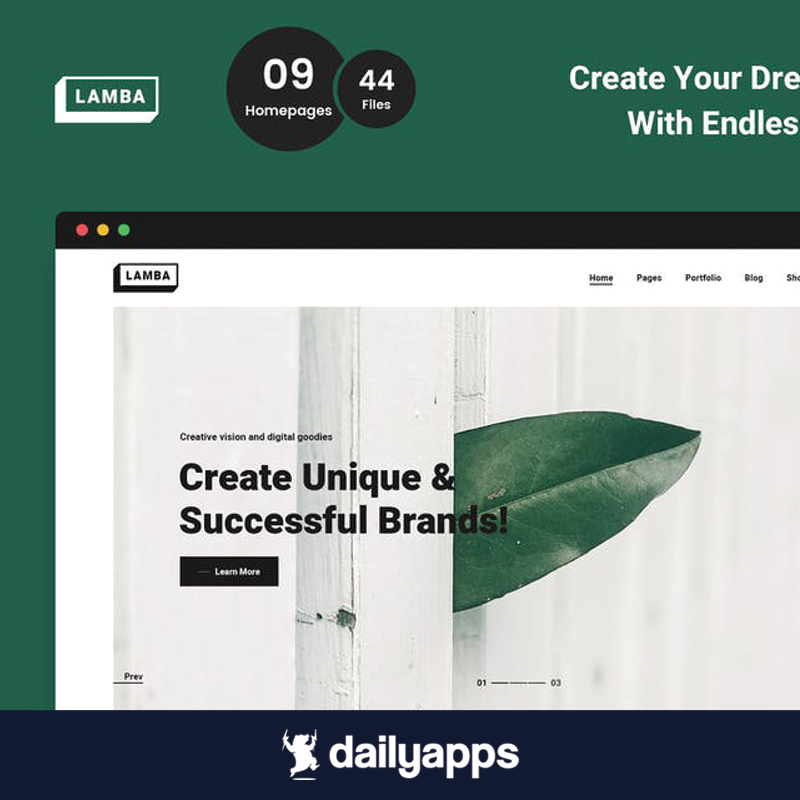 LAMBA
09
Homepages
44
Files
Create Your Dre
With Endles
LAMBA
Home Pages Portfolio Blog Sho
Creative vision and digital goodies
Create Unique &
Successful Brands!
Learn More
Prev
01 03
dailyapps